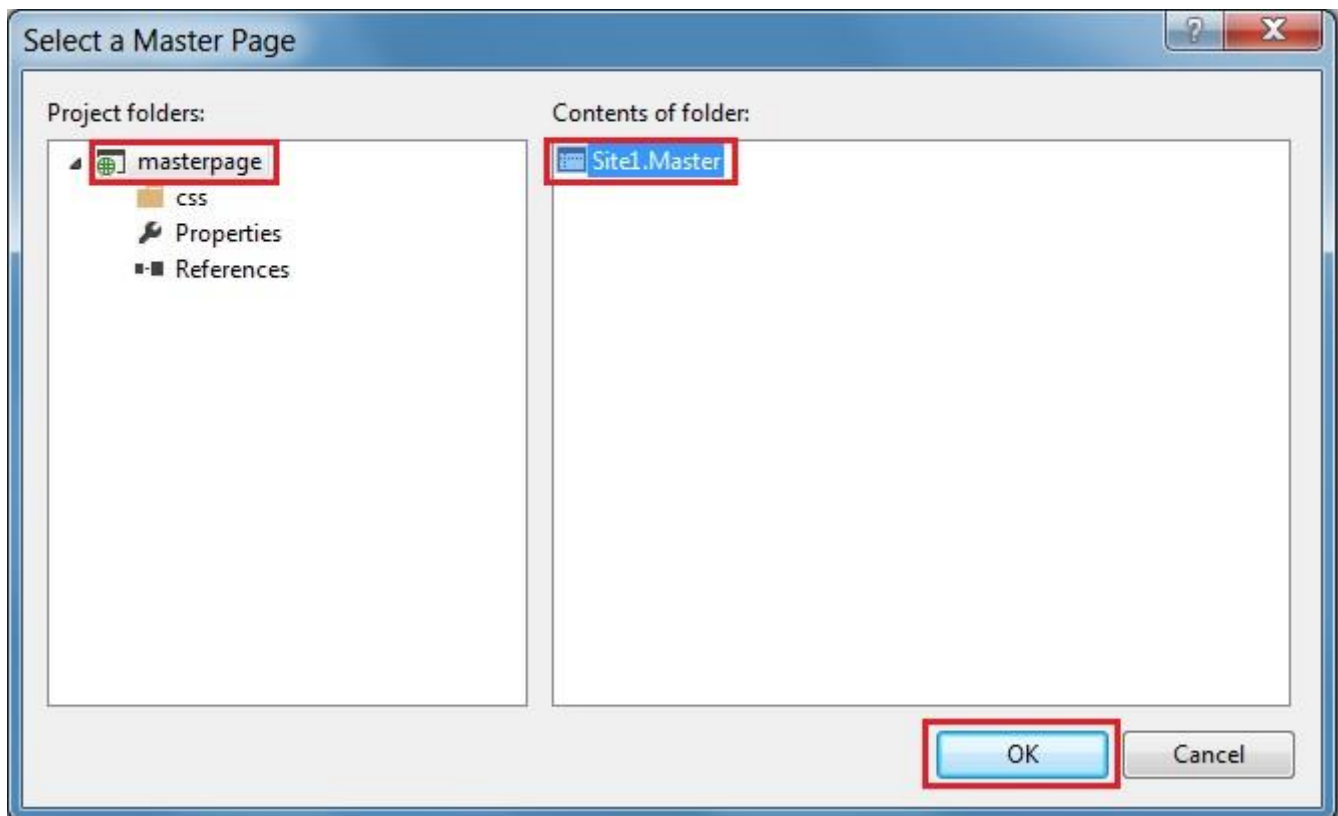 Select a Master Page
Project folders:
masterpage
css
Properties
References
Contents of folder:
Site1.Master
OK
Cancel